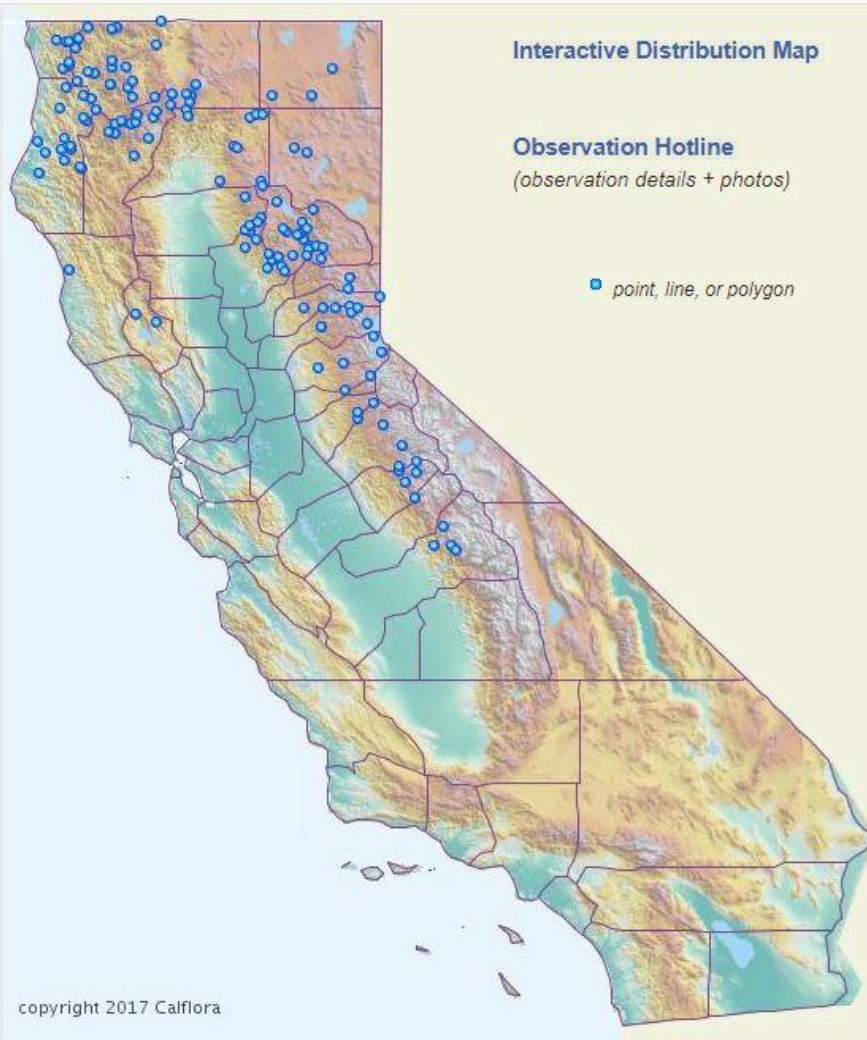 Interactive Distribution Map
Observation Hotline
(observation details + photos)
point, line, or polygon
copyright 2017 Calflora